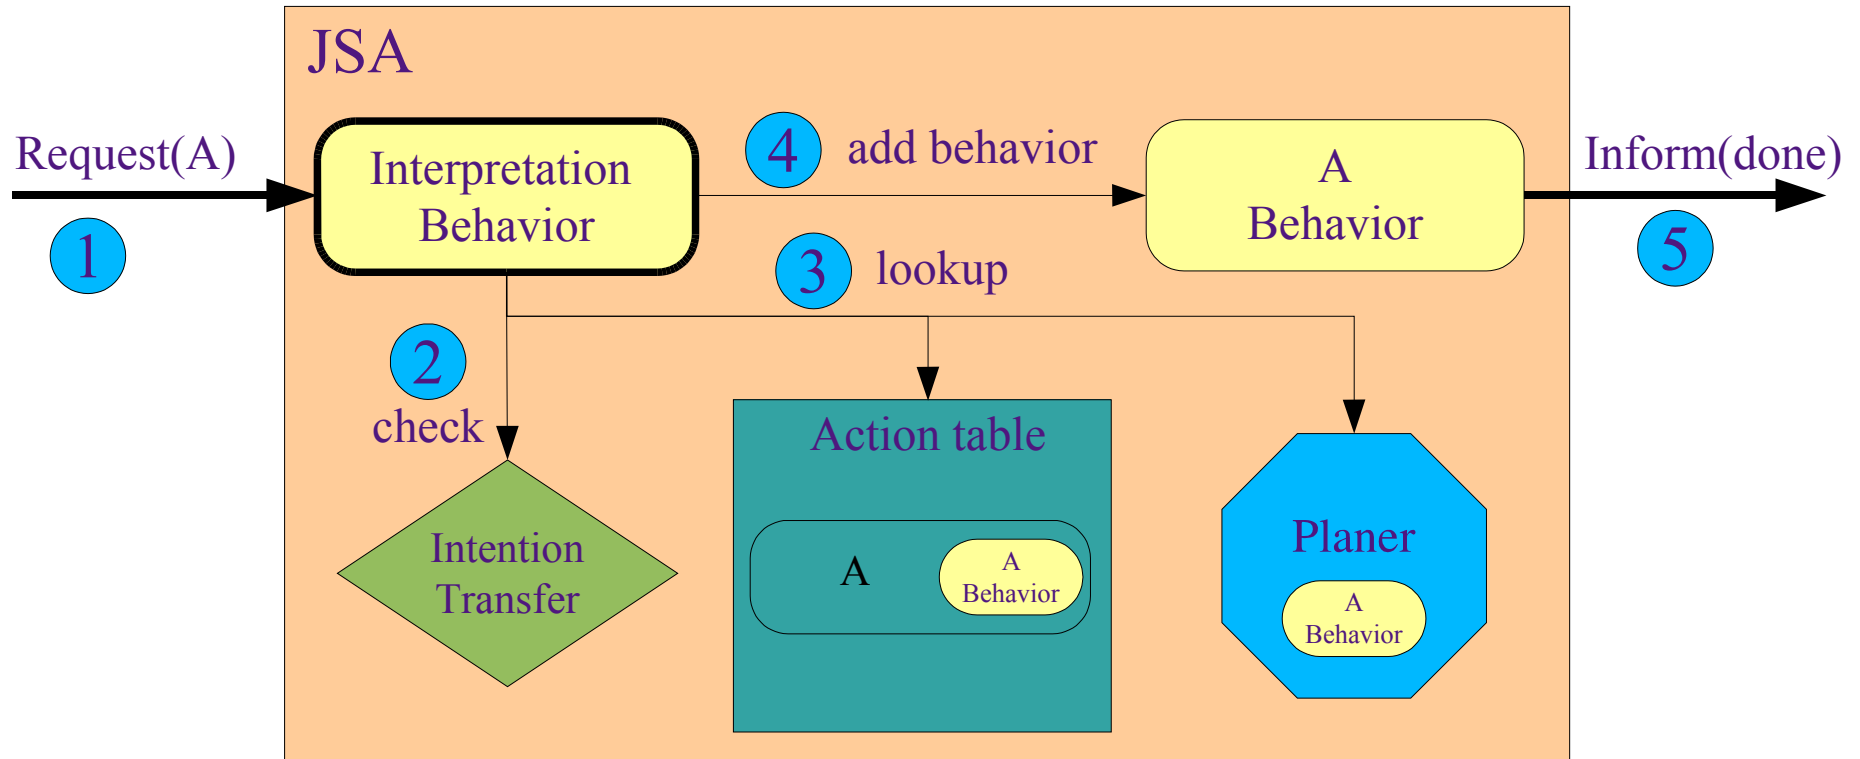 JSA
Request(A)
1
Interpretation
Behavior
4
add behavior
A
Behavior
Inform(done)
5
3
lookup
2
check
Intention
Transfer
Action table
A
A
Behavior
Planer
A
Behavior